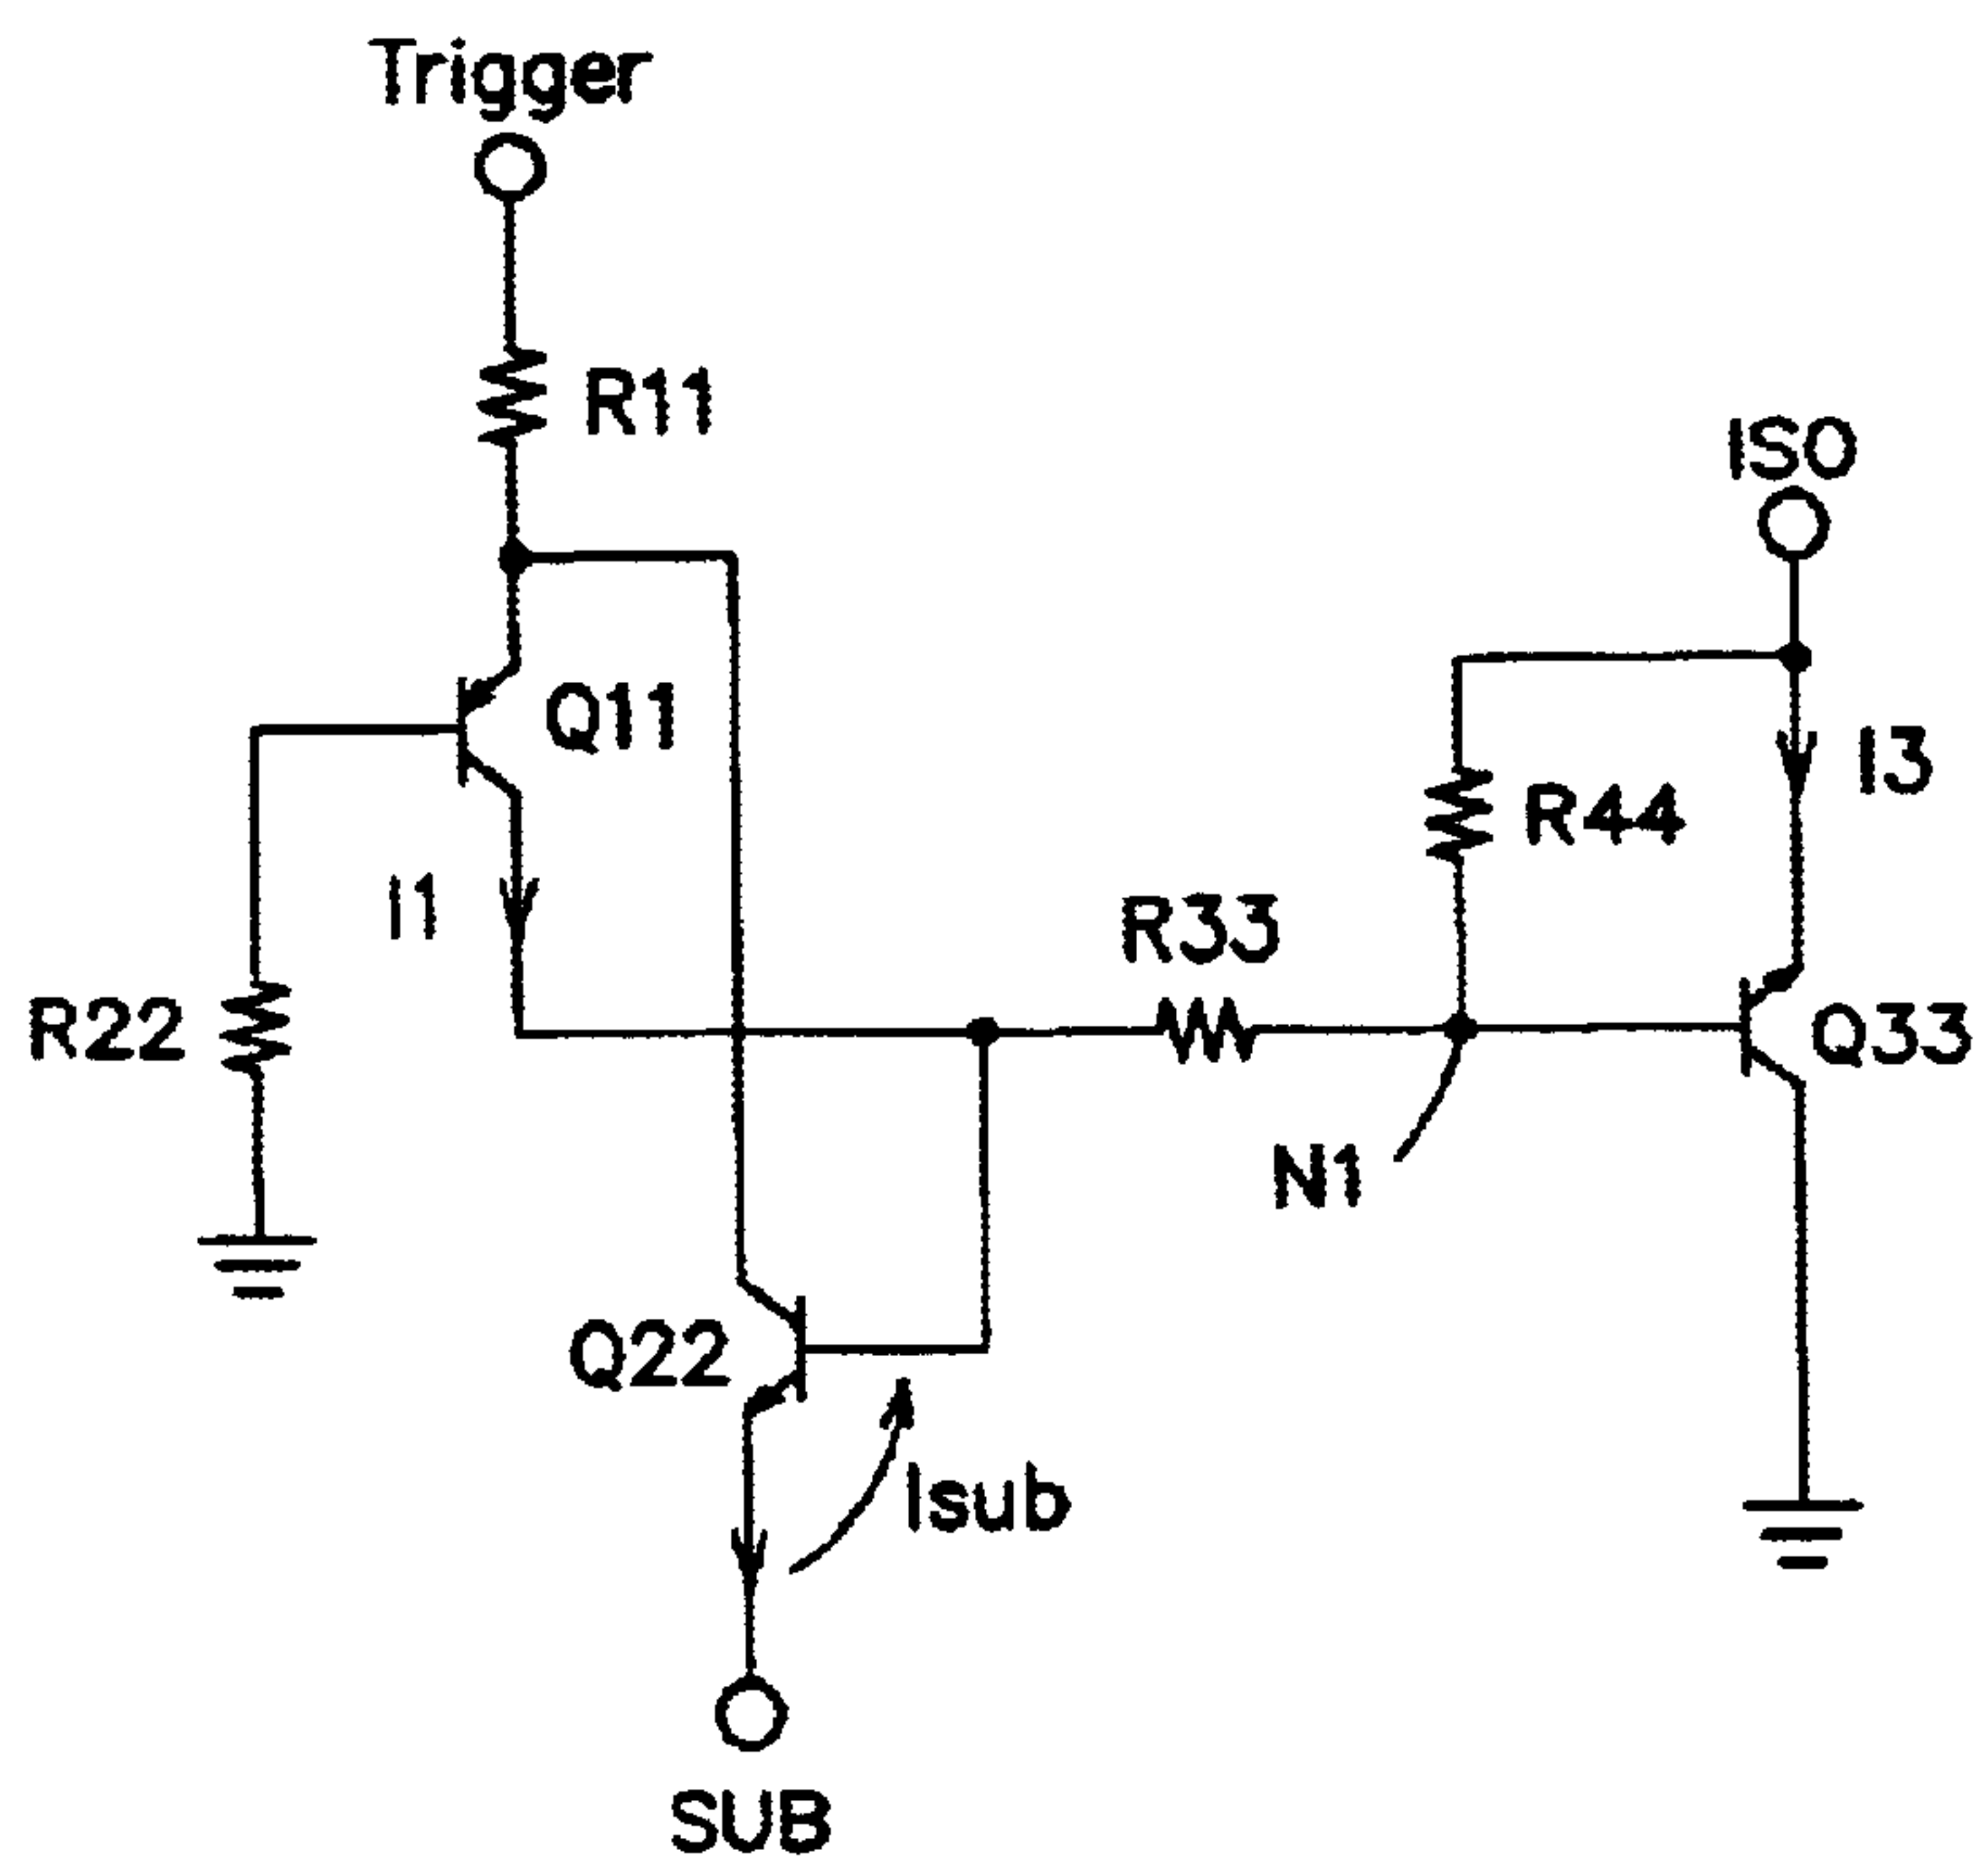 Trigger
R11
ISO
Q11
I3
R44
I1
R33
R22
Q33
N1
Q22
Isub
SUB